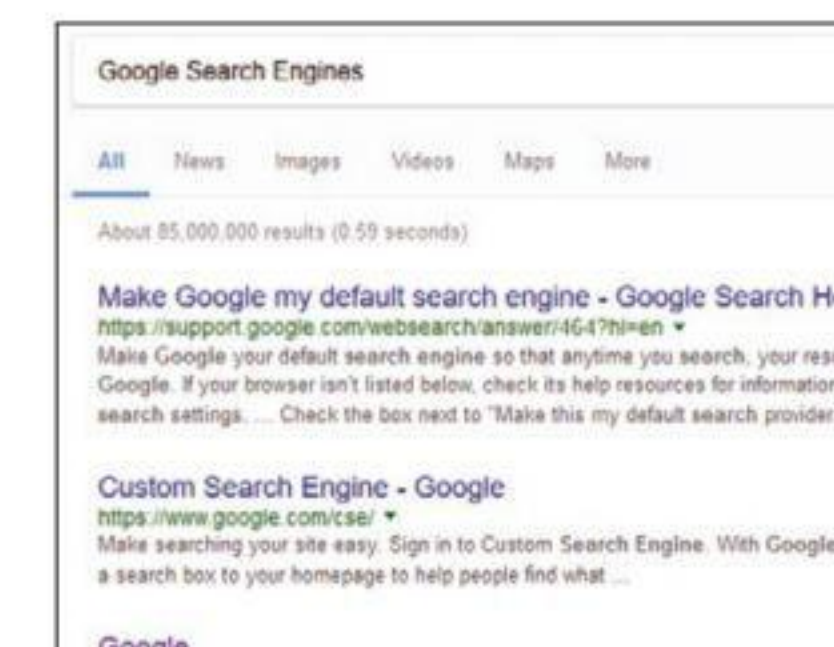 Google Search Engines
All News Images Videos Maps More
About 85,000,000 results (0.59 seconds)
Make Google my default search engine - Google Search
https://support.google.com/websearch/answer/464?hl=en
Make Google your default search engine so that anytime you search, your
Google. If your browser isn't listed below, check its help resources for information
search settings. ... Check the box next to "Make this my default search provider
Custom Search Engine - Google
https://www.google.com/cse/
Make searching your site easy. Sign in to Custom Search Engine. With Google
a search box to your homepage to help people find what ...
Google